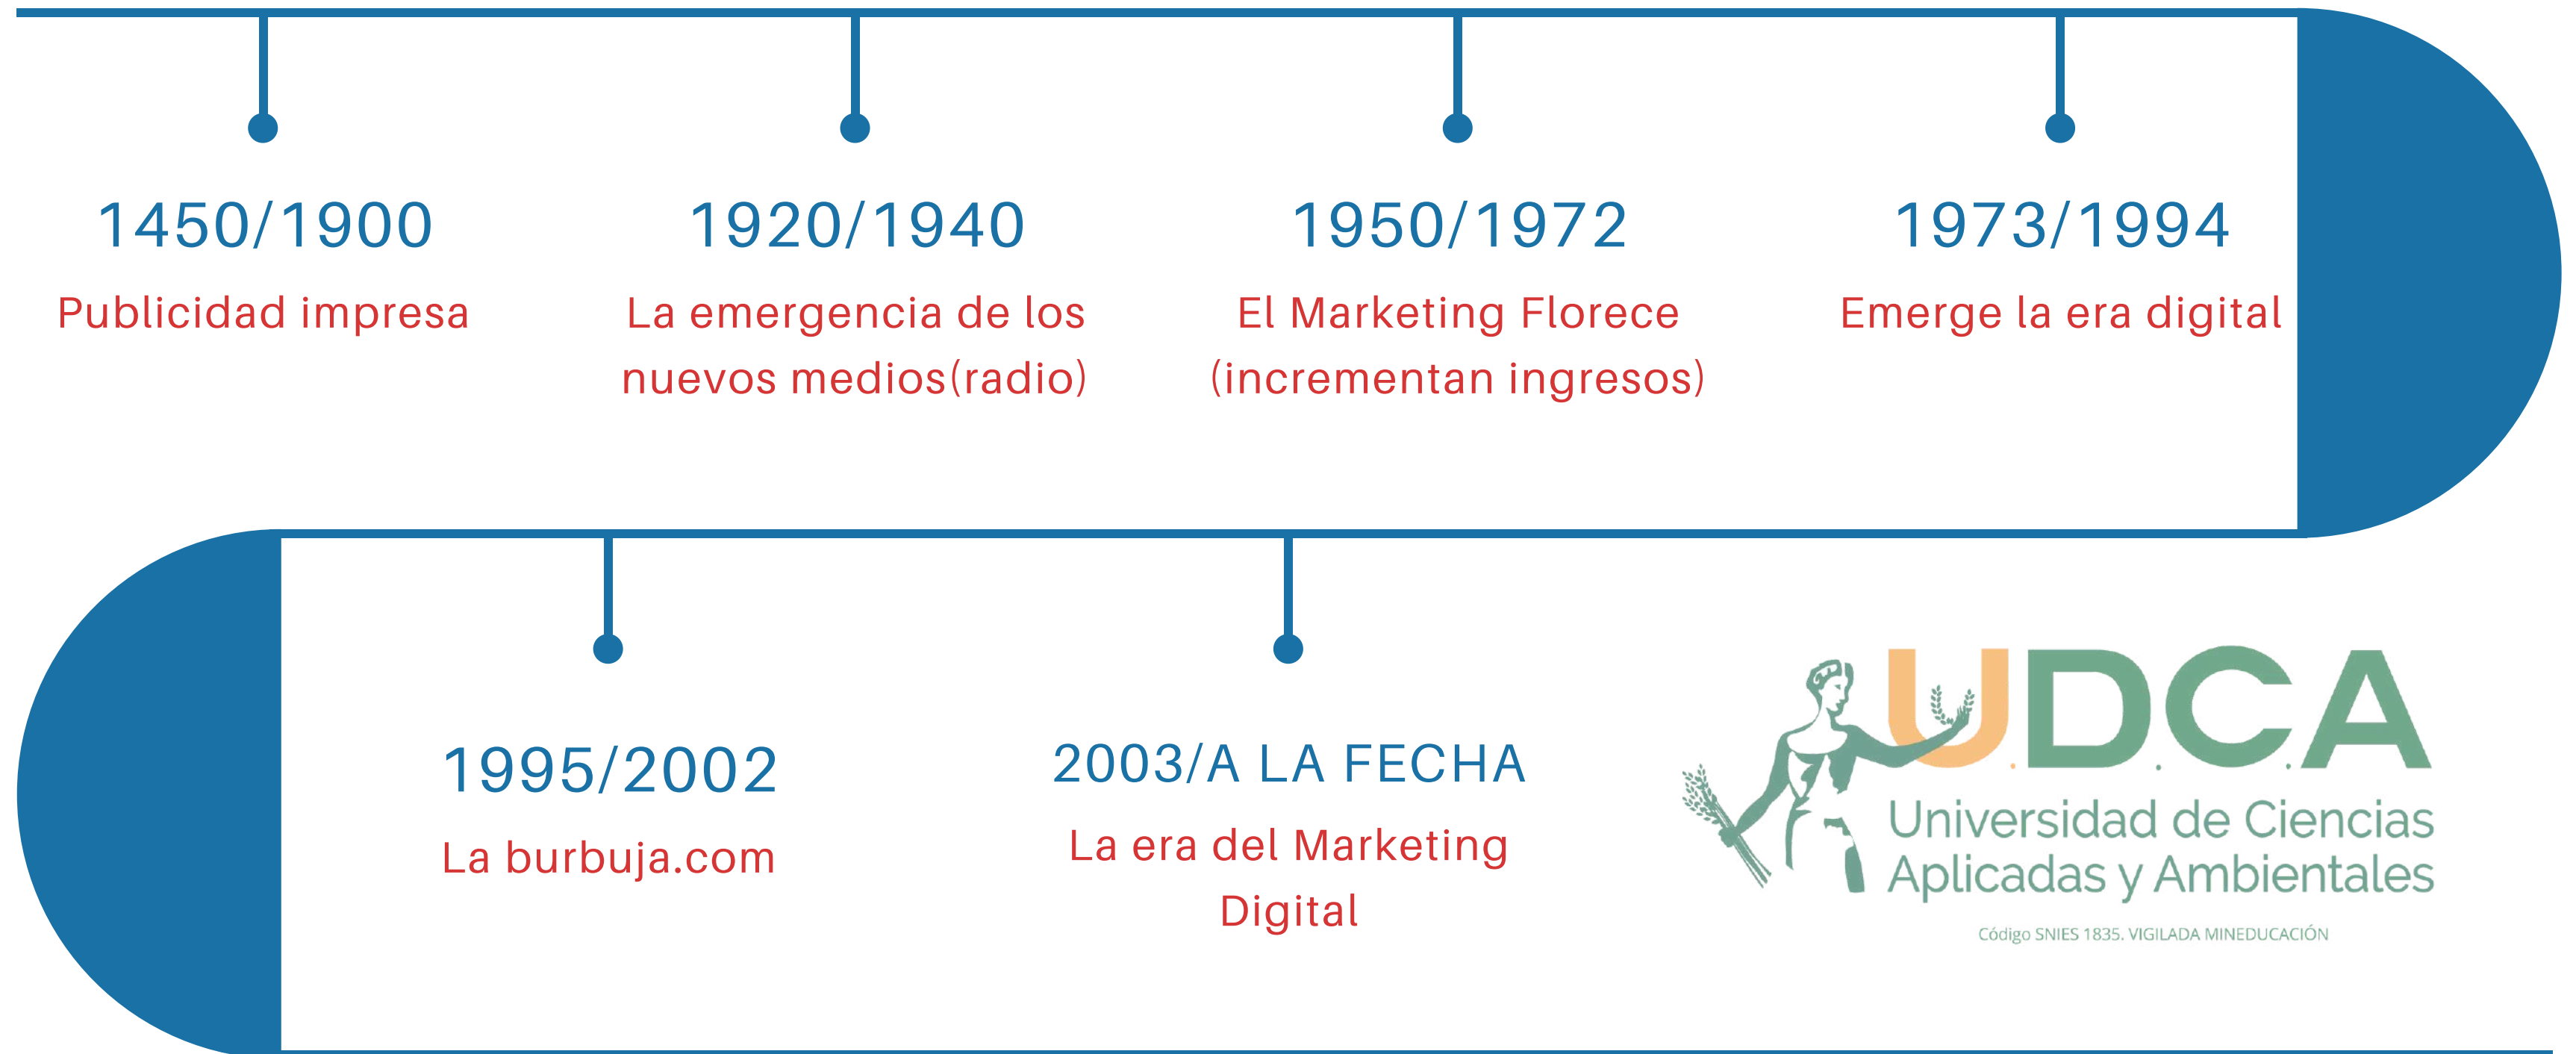 1450/1900
Publicidad impresa
1920/1940
La emergencia de los
nuevos medios(radio)
1950/1972
El Marketing Florece
(incrementan ingresos)
1973/1994
Emerge la era digital
1995/2002
La burbuja.com
2003/A LA FECHA
La era del Marketing
Digital
U.D.C.A
Universidad de Ciencias
Aplicadas y Ambientales
Código SNIES 1835. VIGILADA MINEDUCACIÓN